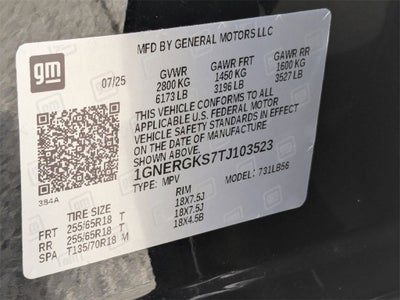 MFD BY GENERAL MOTORS LLC
gm
07/25
GVWR GAWR FRT GAWR RR
2800 KG 1450 KG 1600 KG
6173 LB 3196 LB 3527 LB
THIS VEHICLE CONFORMS TO ALL
APPLICABLE U.S. FEDERAL MOTOR
VEHICLE SAFETY STANDARDS IN EFFECT
ON THE DATE OF MANUFACTURE
SHOWN ABOVE.
1GNERGKS7TJ103523
TYPE: MPV MODEL: 731LB56
3S4A
TIRE SIZE RIM
FRT 255/65R18 T 18X7.5J
RR 255/65R18 T 18X7.5J
SPA T135/70R18 M 18X4.5B